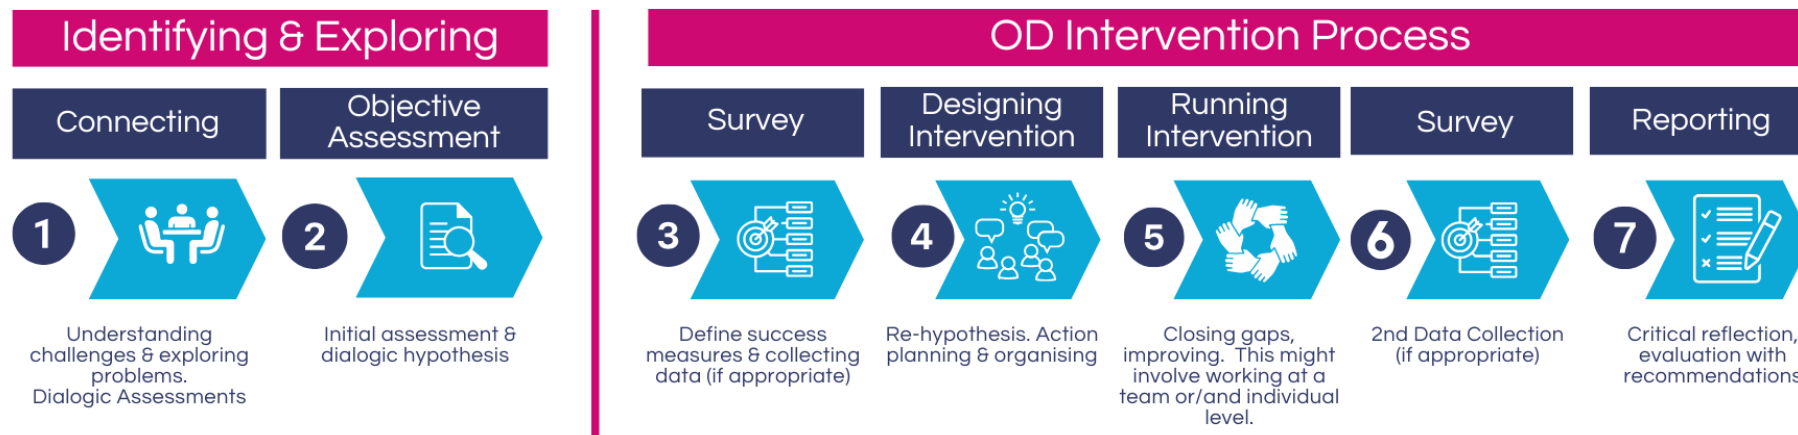 Identifying & Exploring
OD Intervention Process
Connecting
Objective
Assessment
Survey
Designing
Intervention
Running
Intervention
Survey
Reporting
1
2
3
4
5
6
7
Understanding
challenges & exploring
problems.
Dialogic Assessments
Initial assessment &
dialogic hypothesis
Define success
measures & collecting
data (if appropriate)
Re-hypothesis. Action
planning & organising
Closing gaps,
improving.  This might
involve working at a
team or/and individual
level.
2nd Data Collection
(if appropriate)
Critical reflection,
evaluation with
recommendations